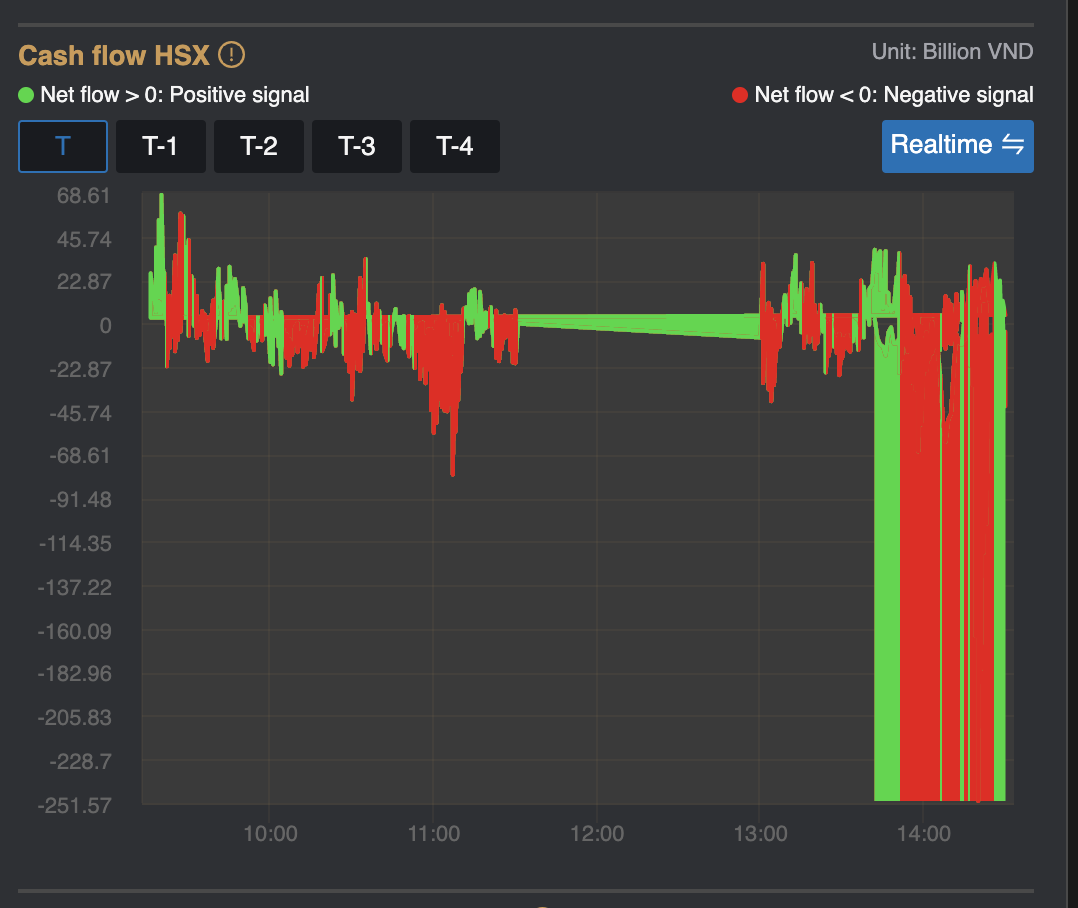 Cash flow HSX
Unit: Billion VND
Net flow > 0: Positive signal
Net flow < 0: Negative signal
T
T-1
T-2
T-3
T-4
Realtime
68.61
45.74
22.87
0
-22.87
-45.74
-68.61
-91.48
-114.35
-137.22
-160.09
-182.96
-205.83
-228.7
-251.57
10:00
11:00
12:00
13:00
14:00